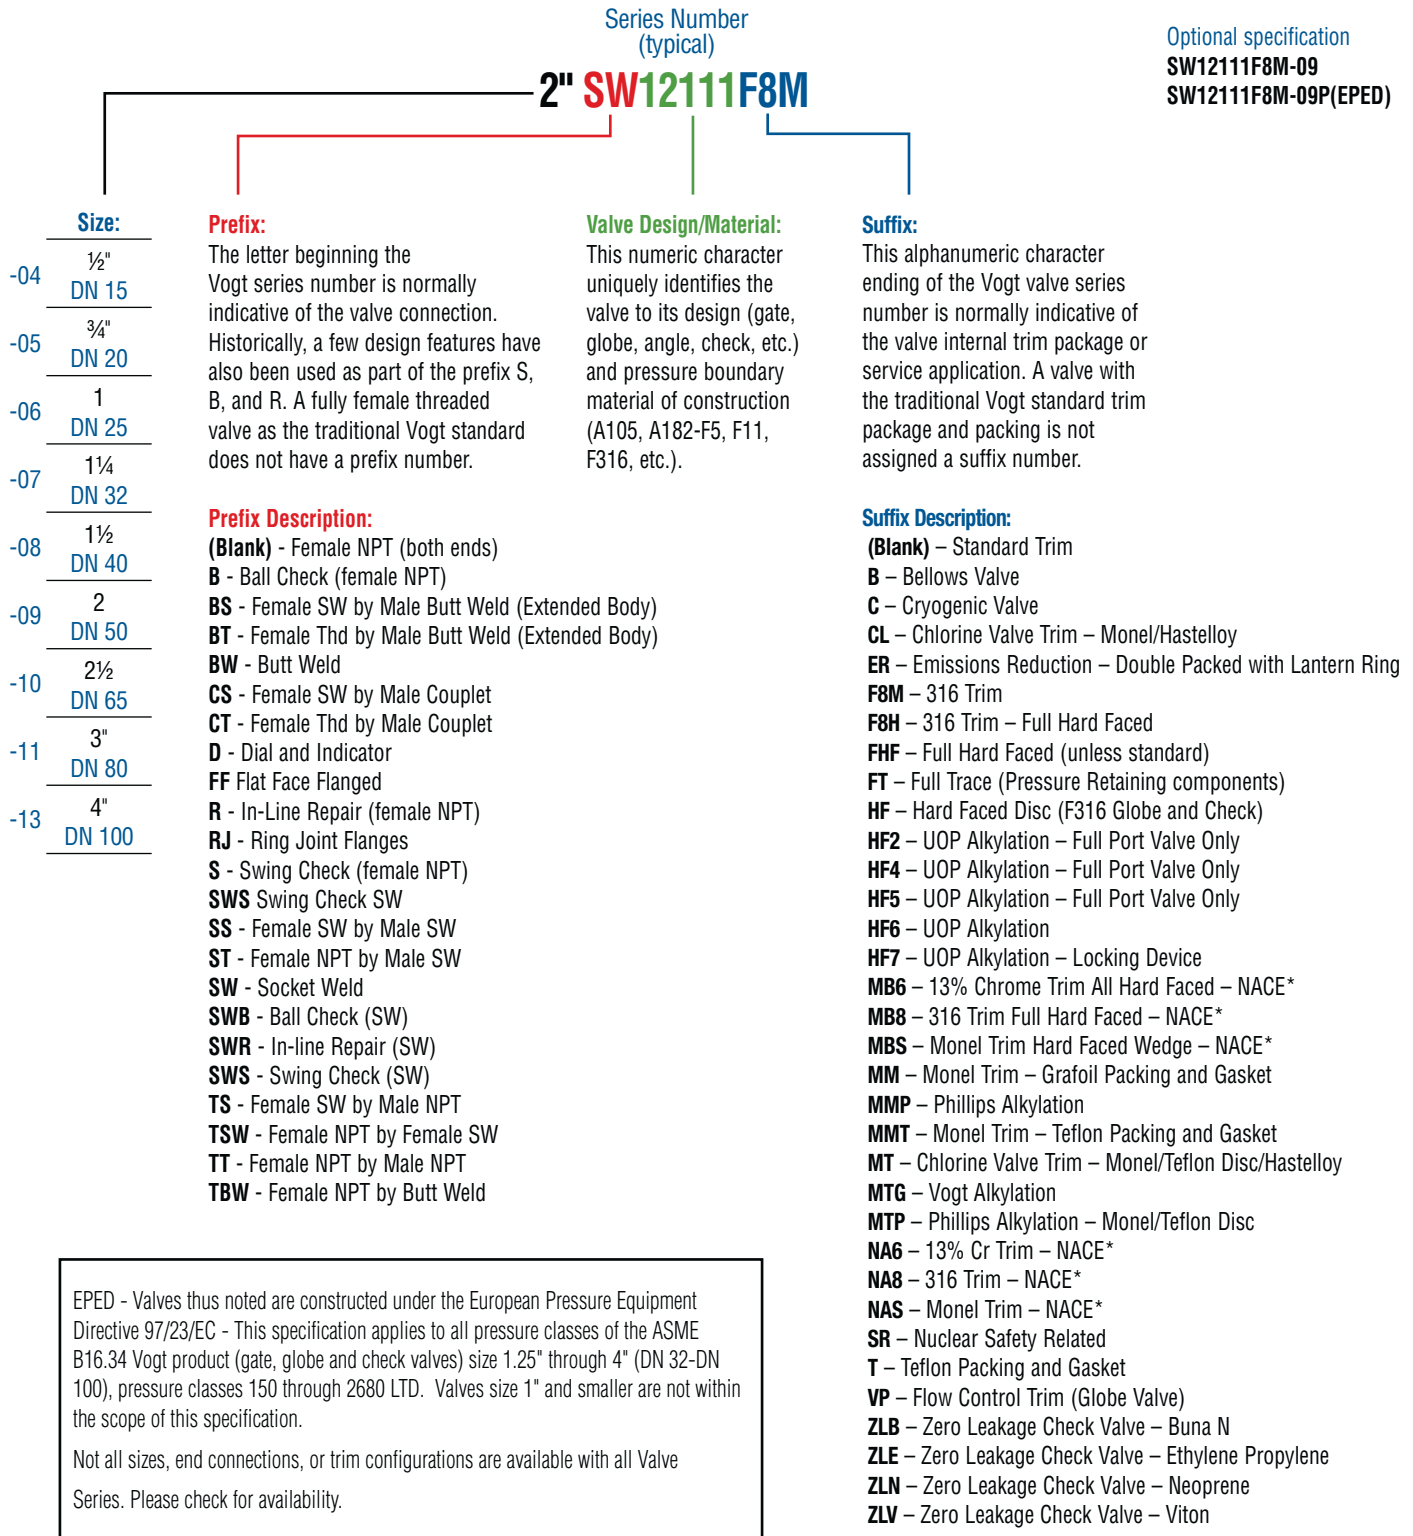 Series Number
(typical)
2" SW12111F8M
Optional specification
SW12111F8M-09
SW12111F8M-09P(EPED)
Size:
-04
½"
DN 15
-05
¾"
DN 20
-06
1
DN 25
-07
1¼
DN 32
-08
1½
DN 40
-09
2
DN 50
-10
2½
DN 65
-11
3"
DN 80
-13
4"
DN 100
Prefix:
The letter beginning the
Vogt series number is normally
indicative of the valve connection.
Historically, a few design features have
also been used as part of the prefix S,
B, and R. A fully female threaded
valve as the traditional Vogt standard
does not have a prefix number.
Prefix Description:
(Blank) - Female NPT (both ends)
B - Ball Check (female NPT)
BS - Female SW by Male Butt Weld (Extended Body)
BT - Female Thd by Male Butt Weld (Extended Body)
BW - Butt Weld
CS - Female SW by Male Couplet
CT - Female Thd by Male Couplet
D - Dial and Indicator
FF Flat Face Flanged
R - In-Line Repair (female NPT)
RJ - Ring Joint Flanges
S - Swing Check (female NPT)
SWS Swing Check SW
SS - Female SW by Male SW
ST - Female NPT by Male SW
SW - Socket Weld
SWB - Ball Check (SW)
SWR - In-line Repair (SW)
SWS - Swing Check (SW)
TS - Female SW by Male NPT
TSW - Female NPT by Female SW
TT - Female NPT by Male NPT
TBW - Female NPT by Butt Weld
Valve Design/Material:
This numeric character
uniquely identifies the
valve to its design (gate,
globe, angle, check, etc.)
and pressure boundary
material of construction
(A105, A182-F5, F11,
F316, etc.).
Suffix:
This alphanumeric character
ending of the Vogt valve series
number is normally indicative of
the valve internal trim package or
service application. A valve with
the traditional Vogt standard trim
package and packing is not
assigned a suffix number.
Suffix Description:
(Blank) – Standard Trim
B – Bellows Valve
C – Cryogenic Valve
CL – Chlorine Valve Trim – Monel/Hastelloy
ER – Emissions Reduction – Double Packed with Lantern Ring
F8M – 316 Trim
F8H – 316 Trim – Full Hard Faced
FHF – Full Hard Faced (unless standard)
FT – Full Trace (Pressure Retaining components)
HF – Hard Faced Disc (F316 Globe and Check)
HF2 – UOP Alkylation – Full Port Valve Only
HF4 – UOP Alkylation – Full Port Valve Only
HF5 – UOP Alkylation – Full Port Valve Only
HF6 – UOP Alkylation
HF7 – UOP Alkylation – Locking Device
MB6 – 13% Chrome Trim All Hard Faced – NACE*
MB8 – 316 Trim Full Hard Faced – NACE*
MBS – Monel Trim Hard Faced Wedge – NACE*
MM – Monel Trim – Grafoil Packing and Gasket
MMP – Phillips Alkylation
MMT – Monel Trim – Teflon Packing and Gasket
MT – Chlorine Valve Trim – Monel/Teflon Disc/Hastelloy
MTG – Vogt Alkylation
MTP – Phillips Alkylation – Monel/Teflon Disc
NA6 – 13% Cr Trim – NACE*
NA8 – 316 Trim – NACE*
NAS – Monel Trim – NACE*
SR – Nuclear Safety Related
T – Teflon Packing and Gasket
VP – Flow Control Trim (Globe Valve)
ZLB – Zero Leakage Check Valve – Buna N
ZLE – Zero Leakage Check Valve – Ethylene Propylene
ZLN – Zero Leakage Check Valve – Neoprene
ZLV – Zero Leakage Check Valve – Viton
EPED - Valves thus noted are constructed under the European Pressure Equipment
Directive 97/23/EC - This specification applies to all pressure classes of the ASME
B16.34 Vogt product (gate, globe and check valves) size 1.25" through 4" (DN 32-DN
100), pressure classes 150 through 2680 LTD. Valves size 1" and smaller are not within
the scope of this specification.
Not all sizes, end connections, or trim configurations are available with all Valve
Series. Please check for availability.